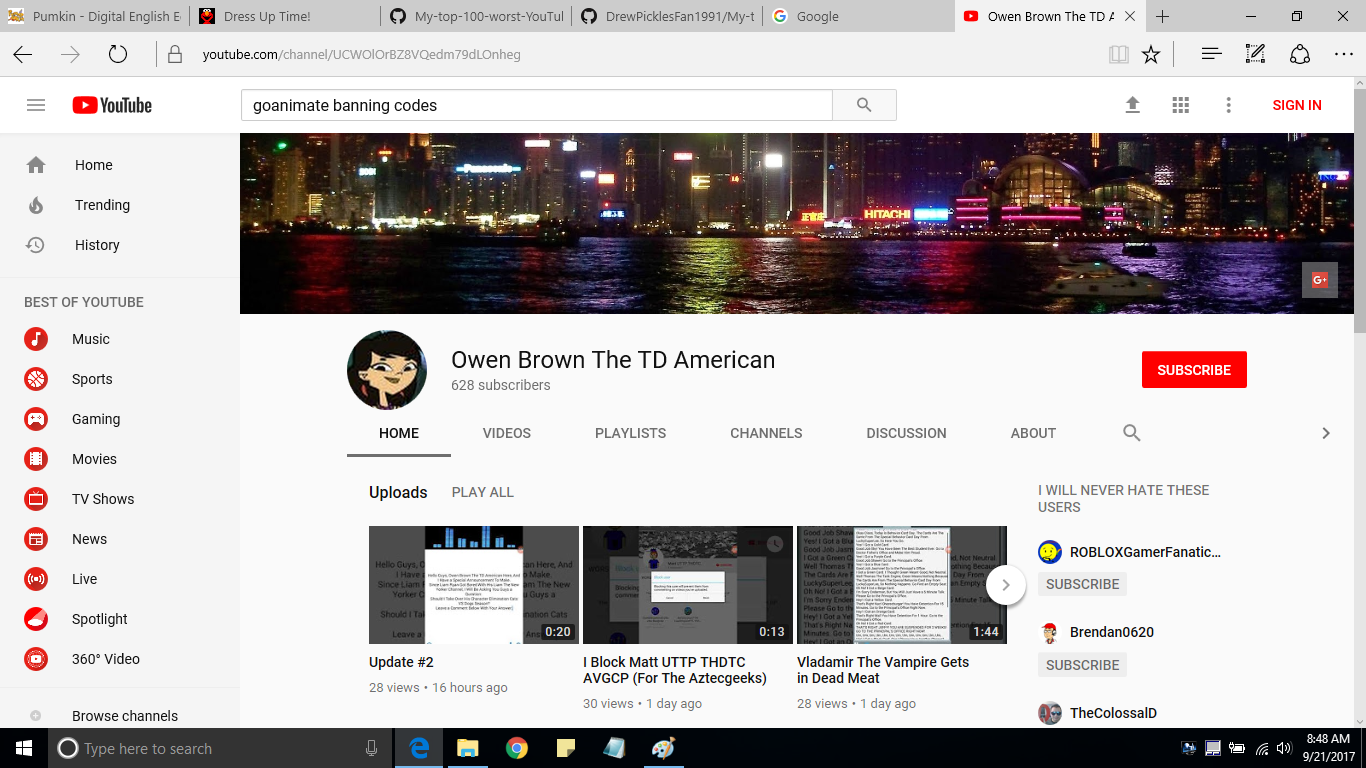 Pumkin - Digital English E
Dress Up Time!
My-top-100-worst-YouTul
DrewPicklesFan1991/My-t
Google
Owen Brown The TD A
youtube.com/channel/UCWOlOrBZ8VQedm79dLOnheg
YouTube
goanimate banning codes
SIGN IN
Home
Trending
History
BEST OF YOUTUBE
Music
Sports
Gaming
Movies
TV Shows
News
Live
Spotlight
360° Video
Browse channels
Panasonic
HITACHI
G+
Owen Brown The TD American
628 subscribers
SUBSCRIBE
HOME
VIDEOS
PLAYLISTS
CHANNELS
DISCUSSION
ABOUT
Uploads
PLAY ALL
0:20
0:13
1:44
Update #2
28 views • 16 hours ago
I Block Matt UTTP THDTC
AVGCP (For The Aztecgeeks)
30 views • 1 day ago
Vladamir The Vampire Gets
in Dead Meat
28 views • 1 day ago
I WILL NEVER HATE THESE
USERS
ROBLOXGamerFanatic...
SUBSCRIBE
Brendan0620
SUBSCRIBE
TheColossalD
Type here to search
8:48 AM
9/21/2017